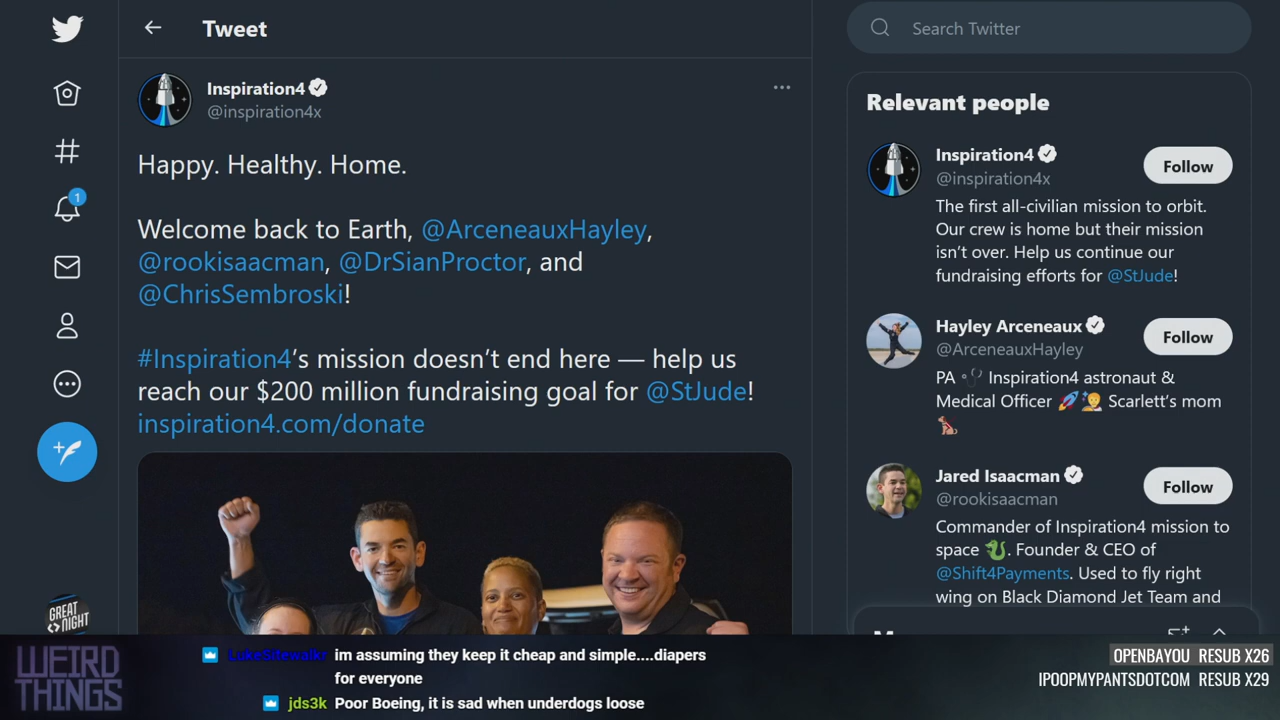 Tweet
Search Twitter
Inspiration4
@inspiration4x
Happy. Healthy. Home.
Welcome back to Earth, @ArceneauxHayley,
@rookisaacman, @DrSianProctor, and
@ChrisSembroski!
#Inspiration4’s mission doesn’t end here — help us
reach our $200 million fundraising goal for @StJude!
inspiration4.com/donate
1
Relevant people
Inspiration4
@inspiration4x
Follow
The first all-civilian mission to orbit.
Our crew is home but their mission
isn’t over. Help us continue our
fundraising efforts for @StJude!
Hayley Arceneaux
@ArceneauxHayley
Follow
PA 🩺 Inspiration4 astronaut &
Medical Officer 🚀🧑‍🚀 Scarlett’s mom
Jared Isaacman
@rookisaacman
Follow
Commander of Inspiration4 mission to
space 🐉. Founder & CEO of
@Shift4Payments. Used to fly right
wing on Black Diamond Jet Team and
GREAT
NIGHT
WEIRD
THINGS
im assuming they keep it cheap and simple....diapers
for everyone
jds3k Poor Boeing, it is sad when underdogs loose
OPENBAYOU RESUB X26
IPOOPMYPANTSDOTCOM RESUB X29